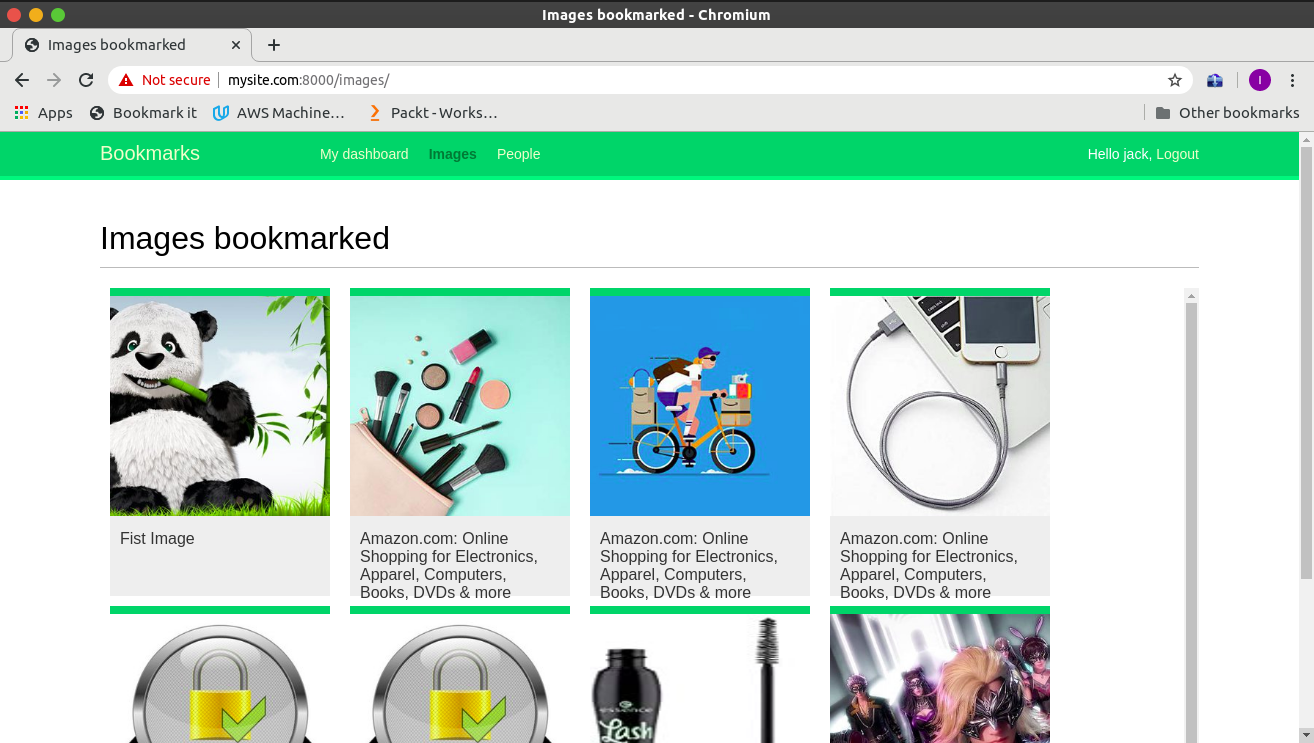 Images bookmarked - Chromium
Images bookmarked
Not secure mysite.com:8000/images/
I
Apps Bookmark it AWS Machine… Packt - Works… Other bookmarks
Bookmarks My dashboard Images People Hello jack, Logout
Images bookmarked
Fist Image
Amazon.com: Online
Shopping for Electronics,
Apparel, Computers,
Books, DVDs & more
Amazon.com: Online
Shopping for Electronics,
Apparel, Computers,
Books, DVDs & more
Amazon.com: Online
Shopping for Electronics,
Apparel, Computers,
Books, DVDs & more
essence
Lash